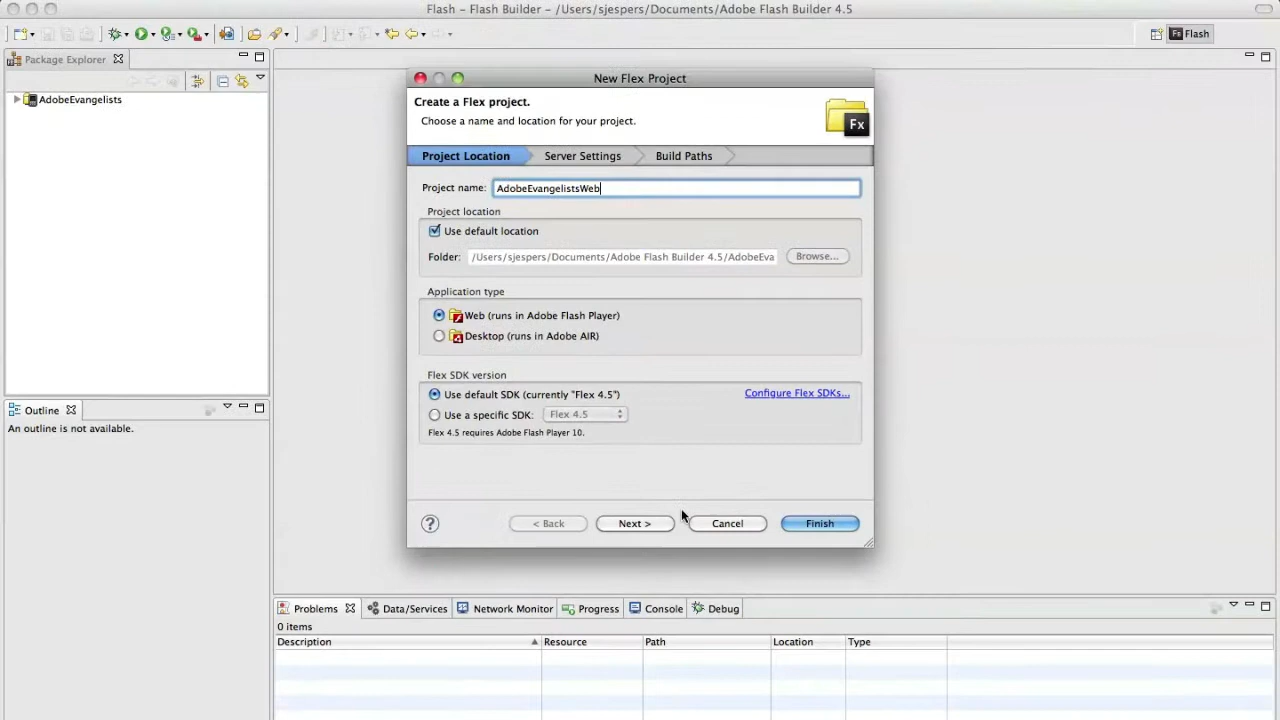 Flash - Flash Builder - /Users/sjespers/Documents/Adobe Flash Builder 4.5
Fx Flash
Package Explorer
AdobeEvangelists
Outline
An outline is not available.
New Flex Project
Create a Flex project.
Choose a name and location for your project.
Fx
Project Location
Server Settings
Build Paths
Project name: AdobeEvangelistsWeb
Project location
Use default location
Folder: /Users/sjespers/Documents/Adobe Flash Builder 4.5/AdobeEva
Browse...
Application type
Web (runs in Adobe Flash Player)
Desktop (runs in Adobe AIR)
Flex SDK version
Use default SDK (currently "Flex 4.5")
Configure Flex SDKs...
Use a specific SDK: Flex 4.5
Flex 4.5 requires Adobe Flash Player 10.
?
< Back
Next >
Cancel
Finish
Problems
Data/Services
Network Monitor
Progress
Console
Debug
0 items
Description
Resource
Path
Location
Type